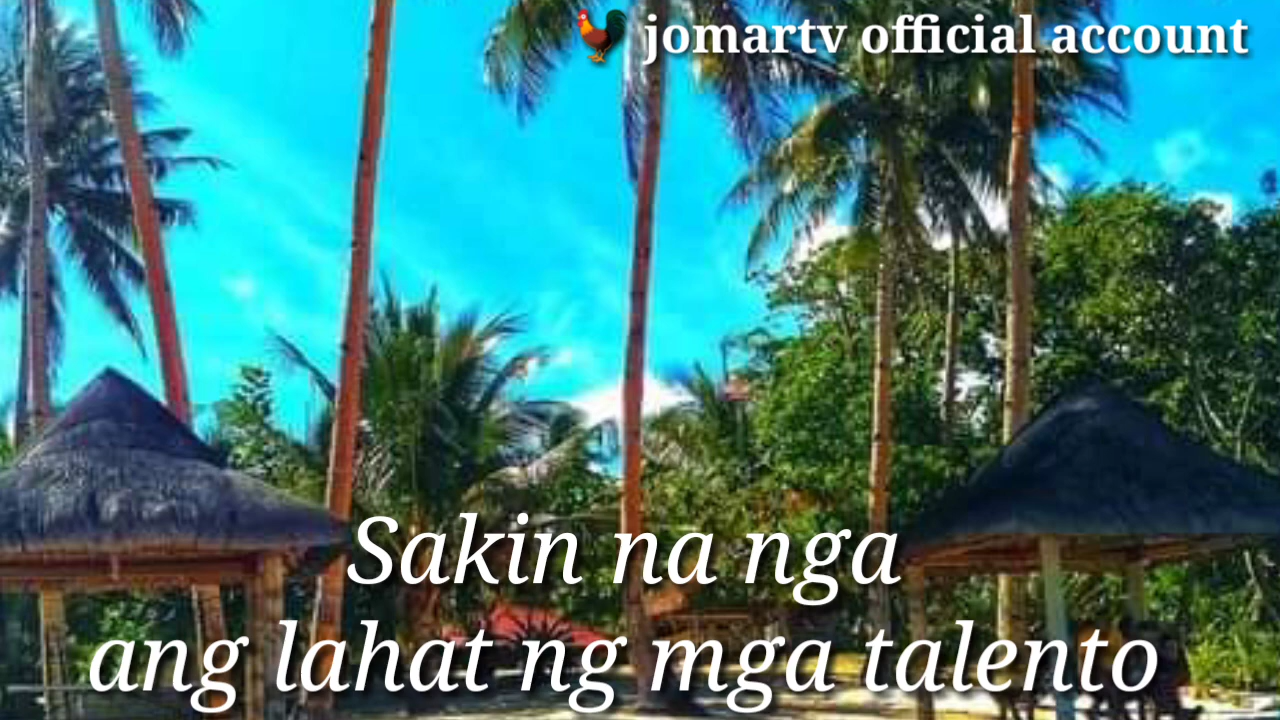 🐓 jomartv official account
Sakin na nga
ang lahat ng mga talento